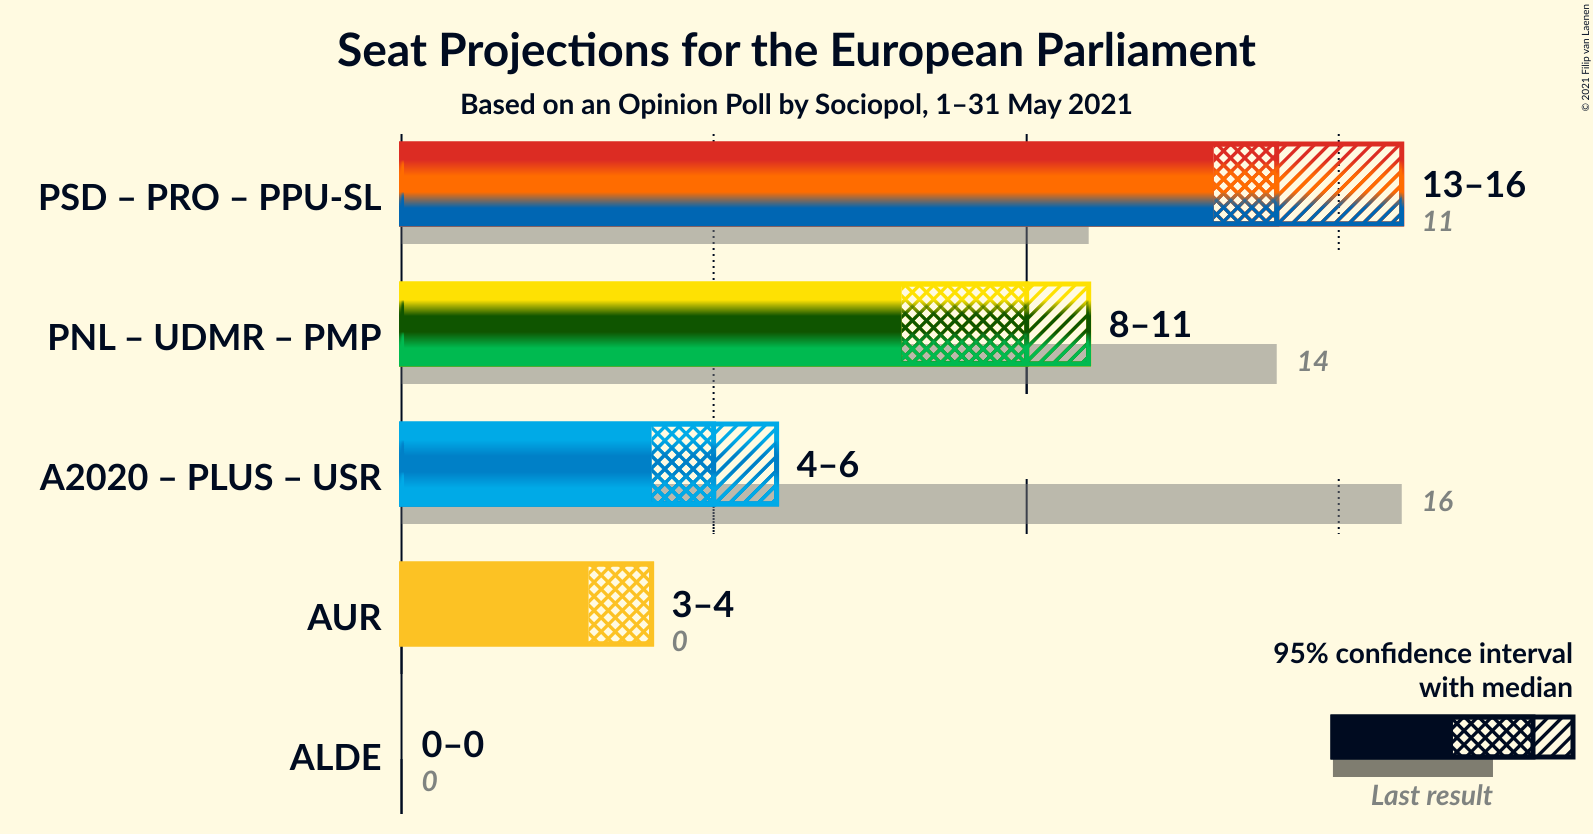 Seat Projections for the European Parliament
Based on an Opinion Poll by Sociopol, 1–31 May 2021
© 2021 Filip van Laenen
PSD – PRO – PPU-SL
13–16
11
PNL – UDMR – PMP
8–11
14
A2020 – PLUS – USR
4–6
16
AUR
3–4
0
ALDE
0–0
0
95% confidence interval
with median
Last result